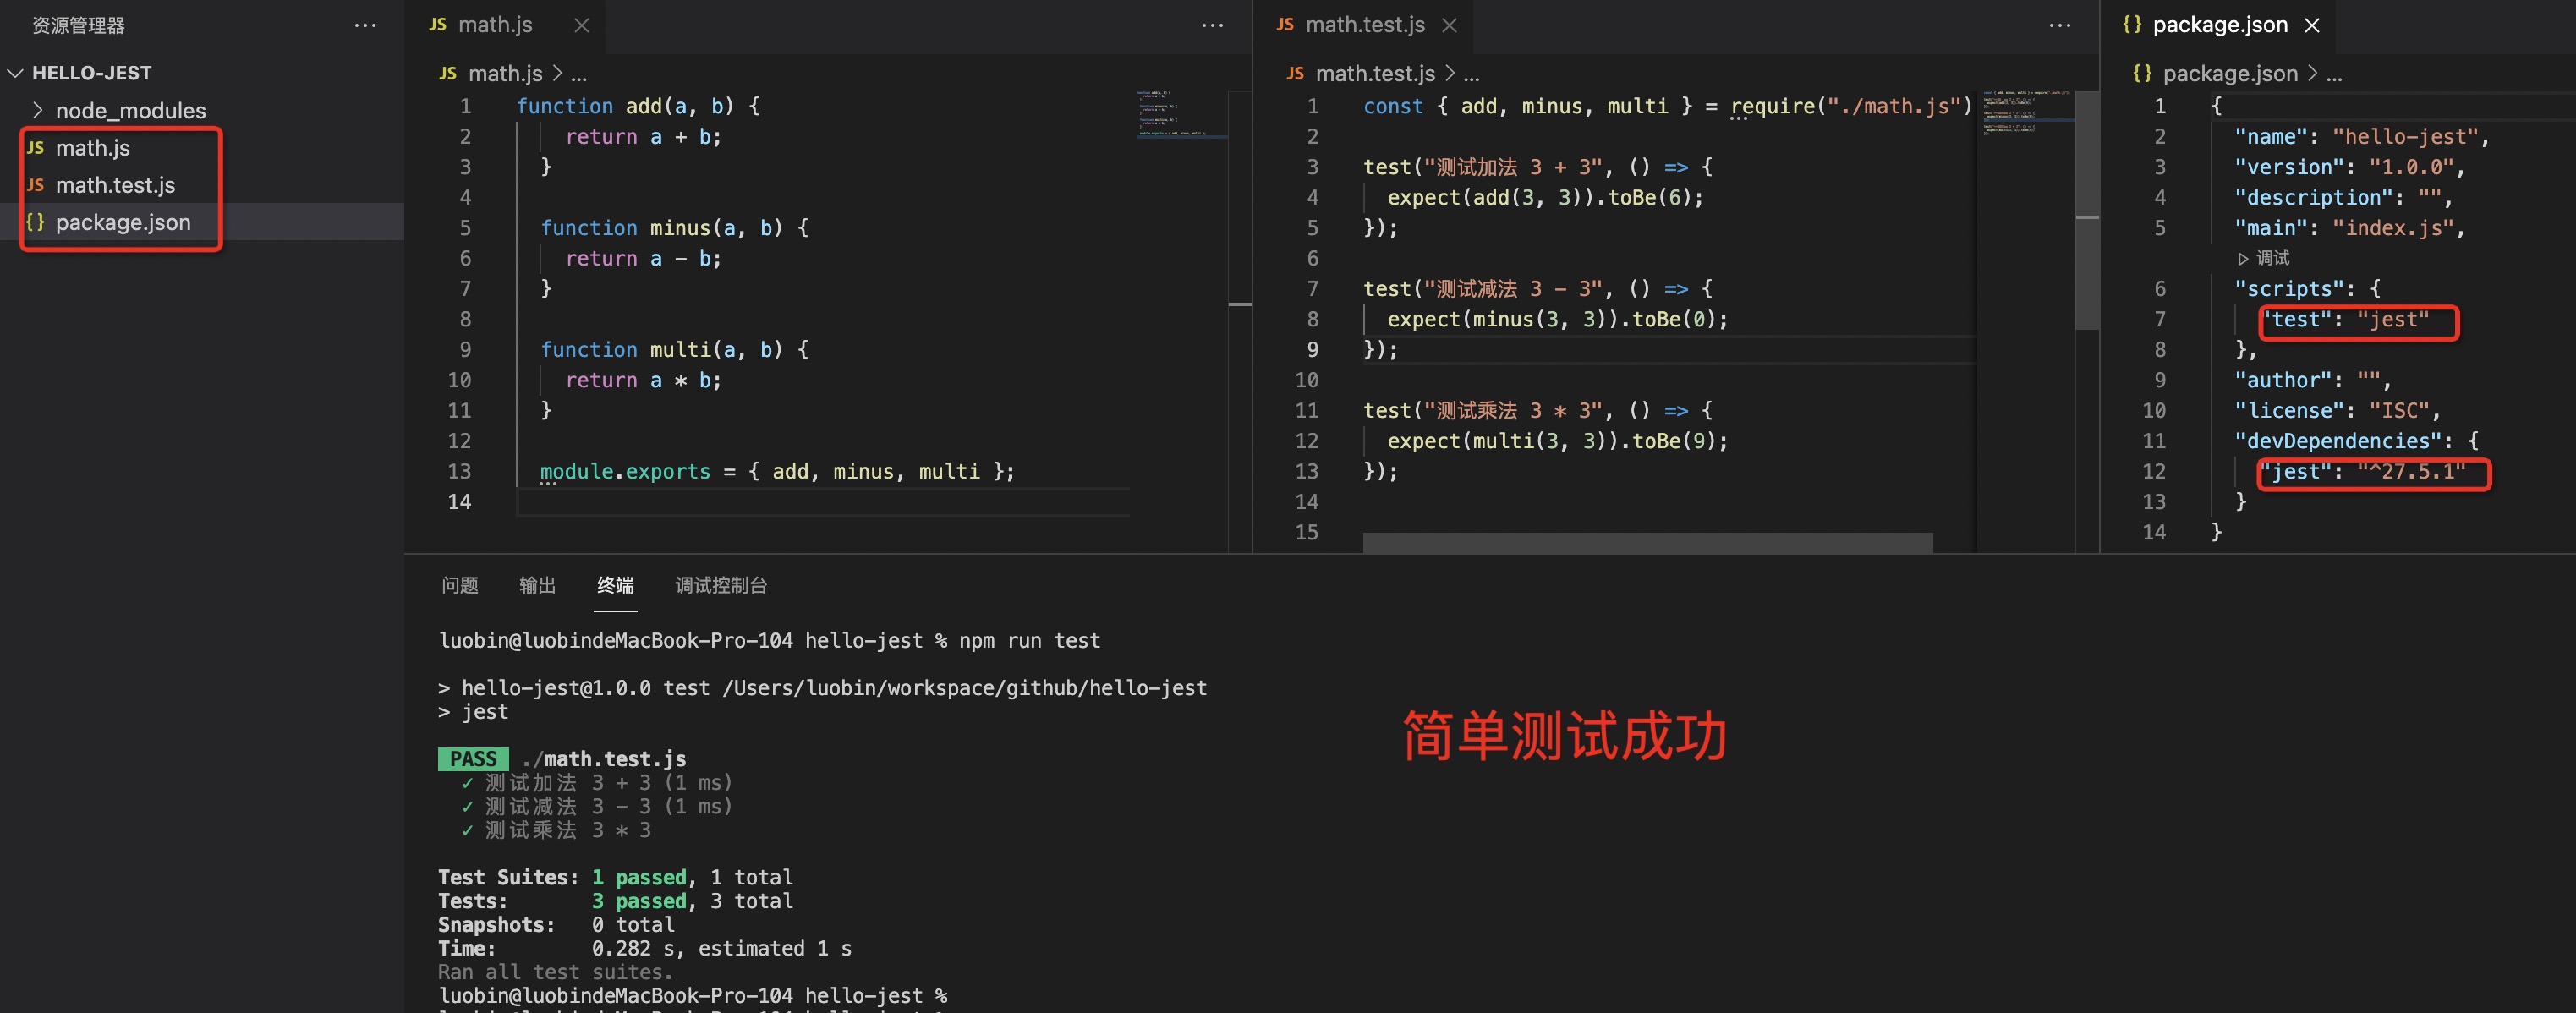 资源管理器 ···
HELLO-JEST
node_modules
JS math.js
JS math.test.js
{} package.json
JS math.js ···
JS math.js > ...
1 function add(a, b) {
2 return a + b;
3 }
4
5 function minus(a, b) {
6 return a - b;
7 }
8
9 function multi(a, b) {
10 return a * b;
11 }
12
13 module.exports = { add, minus, multi };
14
JS math.test.js ···
JS math.test.js > ...
1 const { add, minus, multi } = require("./math.js")
2
3 test("测试加法 3 + 3", () => {
4 expect(add(3, 3)).toBe(6);
5 });
6
7 test("测试减法 3 - 3", () => {
8 expect(minus(3, 3)).toBe(0);
9 });
10
11 test("测试乘法 3 * 3", () => {
12 expect(multi(3, 3)).toBe(9);
13 });
14
15
{} package.json
{} package.json > ...
1 {
2 "name": "hello-jest",
3 "version": "1.0.0",
4 "description": "",
5 "main": "index.js",
调试
6 "scripts": {
7 "test": "jest"
8 },
9 "author": "",
10 "license": "ISC",
11 "devDependencies": {
12 "jest": "^27.5.1"
13 }
14 }
问题 输出 终端 调试控制台
luobin@luobindeMacBook-Pro-104 hello-jest % npm run test
> hello-jest@1.0.0 test /Users/luobin/workspace/github/hello-jest
> jest
PASS ./math.test.js
✓ 测试加法 3 + 3 (1 ms)
✓ 测试减法 3 - 3 (1 ms)
✓ 测试乘法 3 * 3
Test Suites: 1 passed, 1 total
Tests: 3 passed, 3 total
Snapshots: 0 total
Time: 0.282 s, estimated 1 s
Ran all test suites.
luobin@luobindeMacBook-Pro-104 hello-jest %
简单测试成功